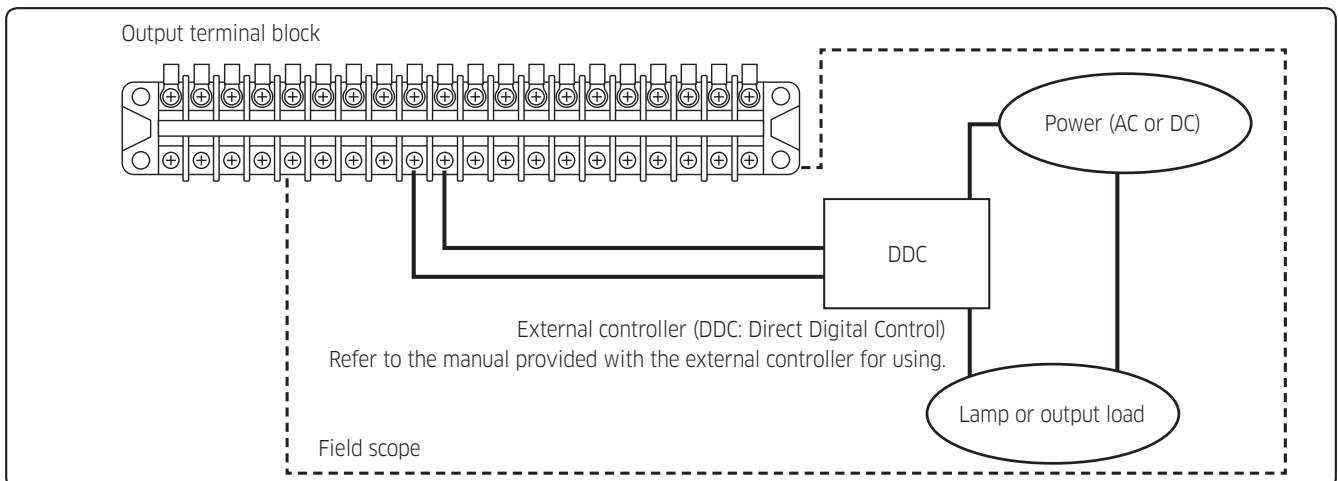 Output terminal block
Power (AC or DC)
DDC
External controller (DDC: Direct Digital Control)
Refer to the manual provided with the external controller for using.
Lamp or output load
Field scope